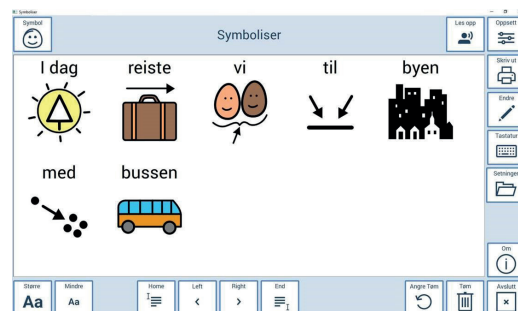 Symboliser
Symbol
Symboliser
Les opp
Oppsett
I dag reiste vi til byen
med bussen
Skriv ut
Endre
Tastatur
Setninger
Om
Større
Aa
Mindre
Aa
Home
Left
Right
End
Angre Tøm
Tøm
Avslutt